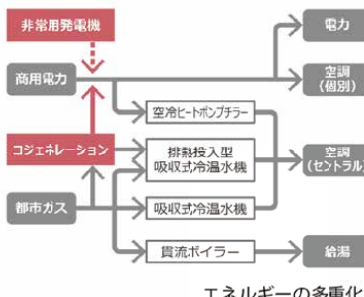 非常用発電機
電力
商用電力
空調
(個別)
空冷ヒートポンプチラー
コジェネレーション
排熱投入型
吸収式冷温水機
空調
(セントラル)
都市ガス
吸収式冷温水機
貫流ボイラー
給湯
エネルギーの多重化